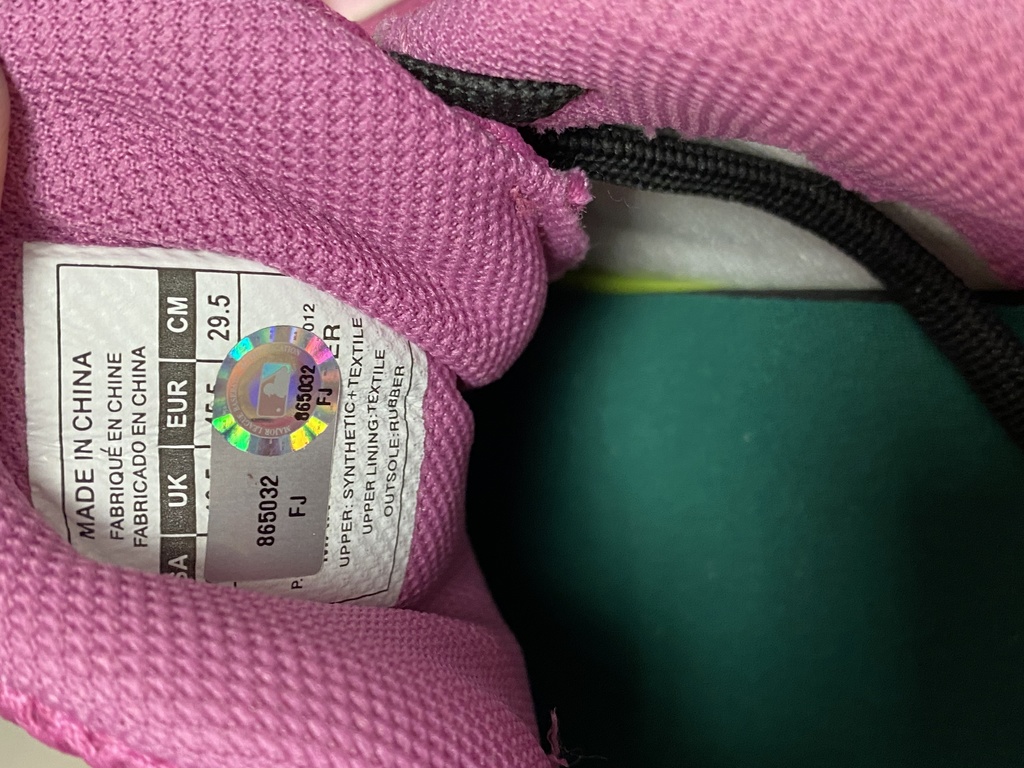 MADE IN CHINA
FABRIQUÉ EN CHINE
FABRICADO EN CHINA
UK EUR CM
29.5
865032
FJ
865032
FJ
UPPER: SYNTHETIC+TEXTILE
UPPER LINING:TEXTILE
OUTSOLE:RUBBER